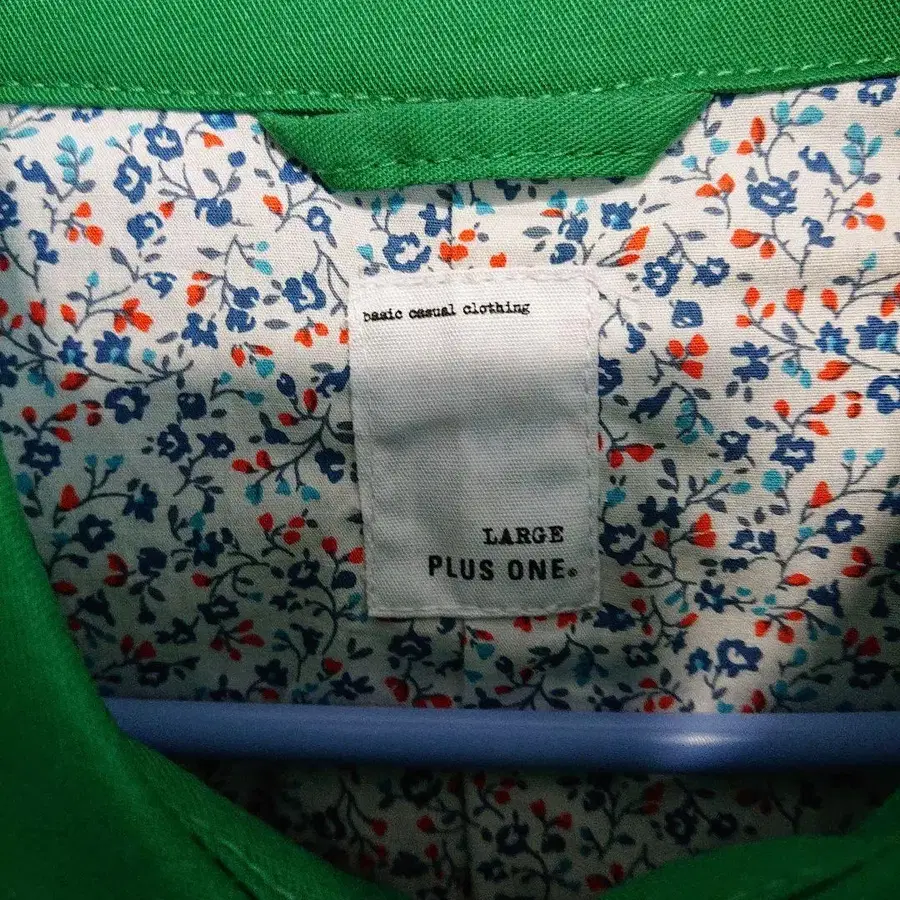 basic casual clothing
LARGE
PLUS ONE.